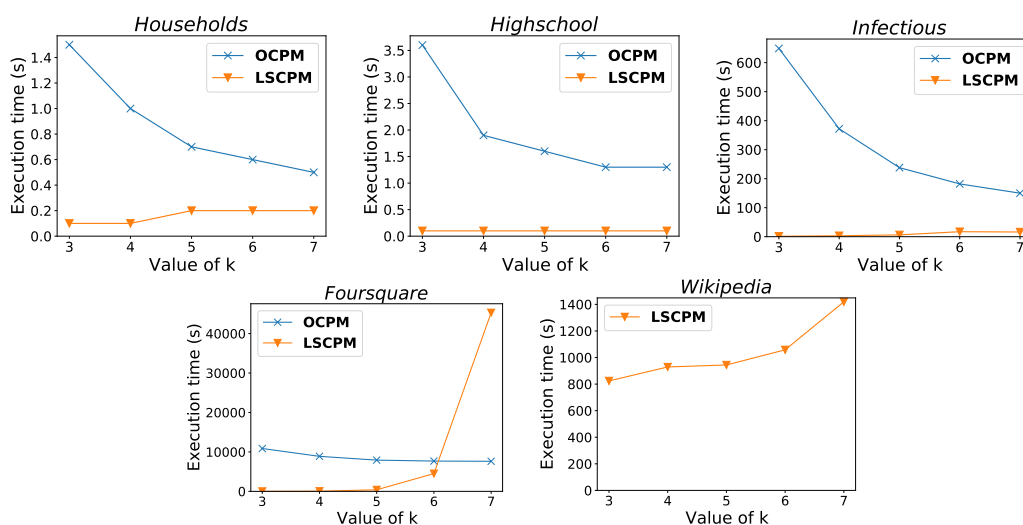 Households
Execution time (s)
1.4
1.2
1.0
0.8
0.6
0.4
0.2
0.0
OCPM
LSCPM
3 4 5 6 7
Value of k
Highschool
Execution time (s)
3.5
3.0
2.5
2.0
1.5
1.0
0.5
0.0
OCPM
LSCPM
3 4 5 6 7
Value of k
Infectious
Execution time (s)
600
500
400
300
200
100
0
OCPM
LSCPM
3 4 5 6 7
Value of k
Foursquare
Execution time (s)
40000
30000
20000
10000
0
OCPM
LSCPM
3 4 5 6 7
Value of k
Wikipedia
Execution time (s)
1400
1200
1000
800
600
400
200
0
LSCPM
3 4 5 6 7
Value of k